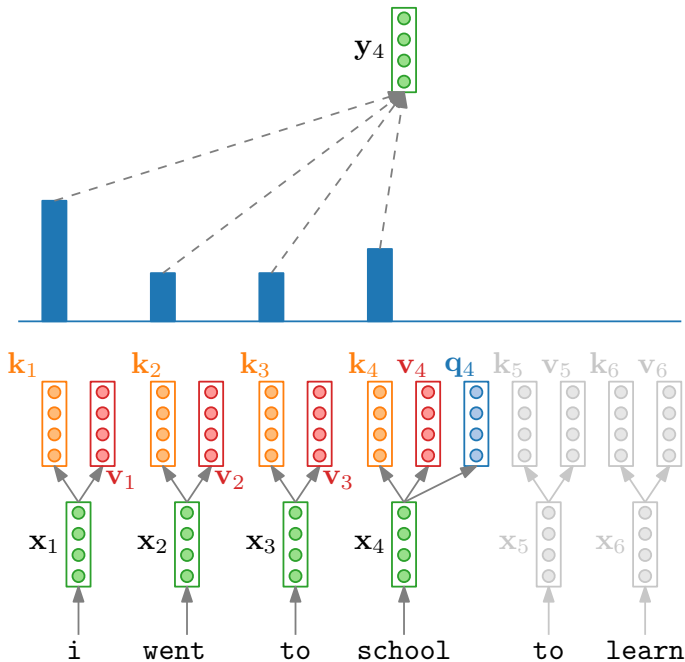 y₄
k₁ k₂ k₃ k₄ v₄ q₄ k₅ v₅ k₆ v₆
v₁ v₂ v₃
x₁ x₂ x₃ x₄ x₅ x₆
i went to school to learn